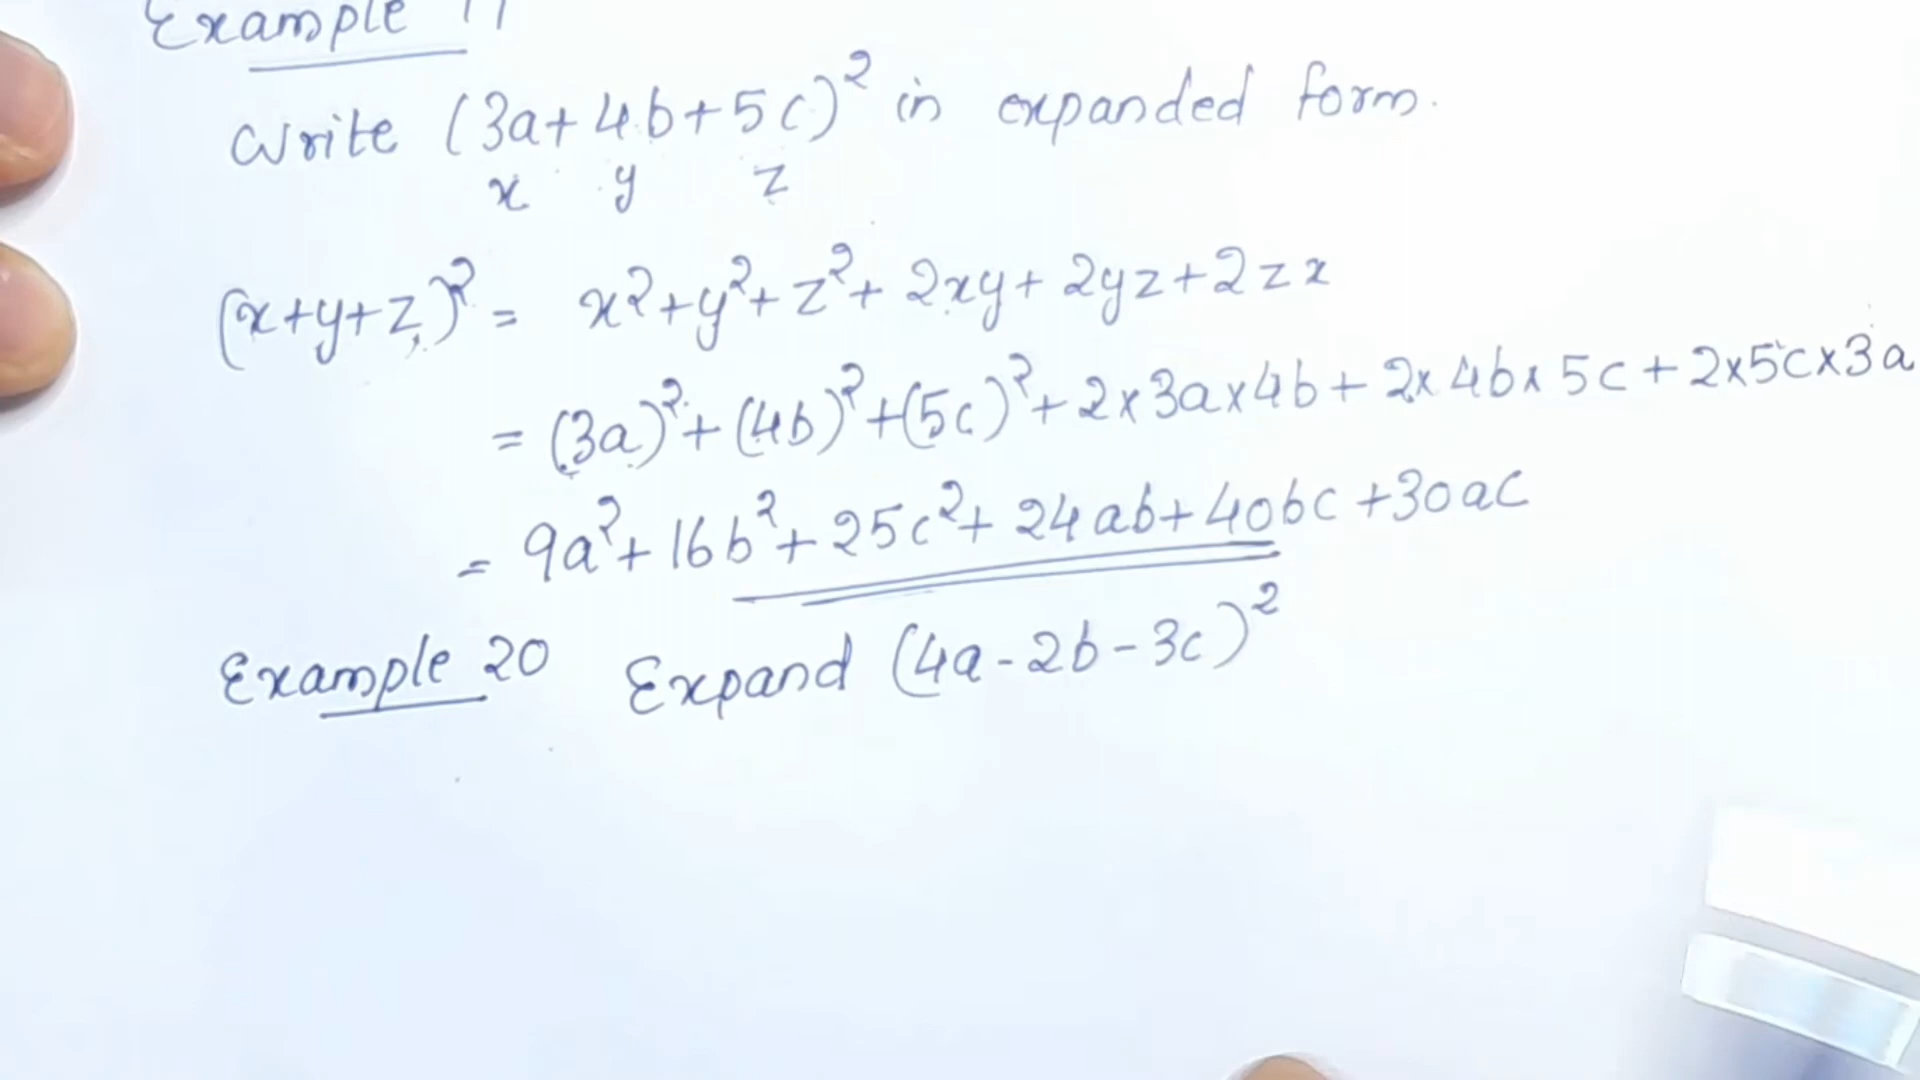 Example
Write (3a+4b+5c)² in expanded form.
x y z
(x+y+z)² = x²+y²+z²+2xy+2yz+2zx
= (3a)²+(4b)²+(5c)²+2×3a×4b+2×4b×5c+2×5c×3a
= 9a²+16b²+25c²+24ab+40bc+30ac
Example 20 Expand (4a-2b-3c)²